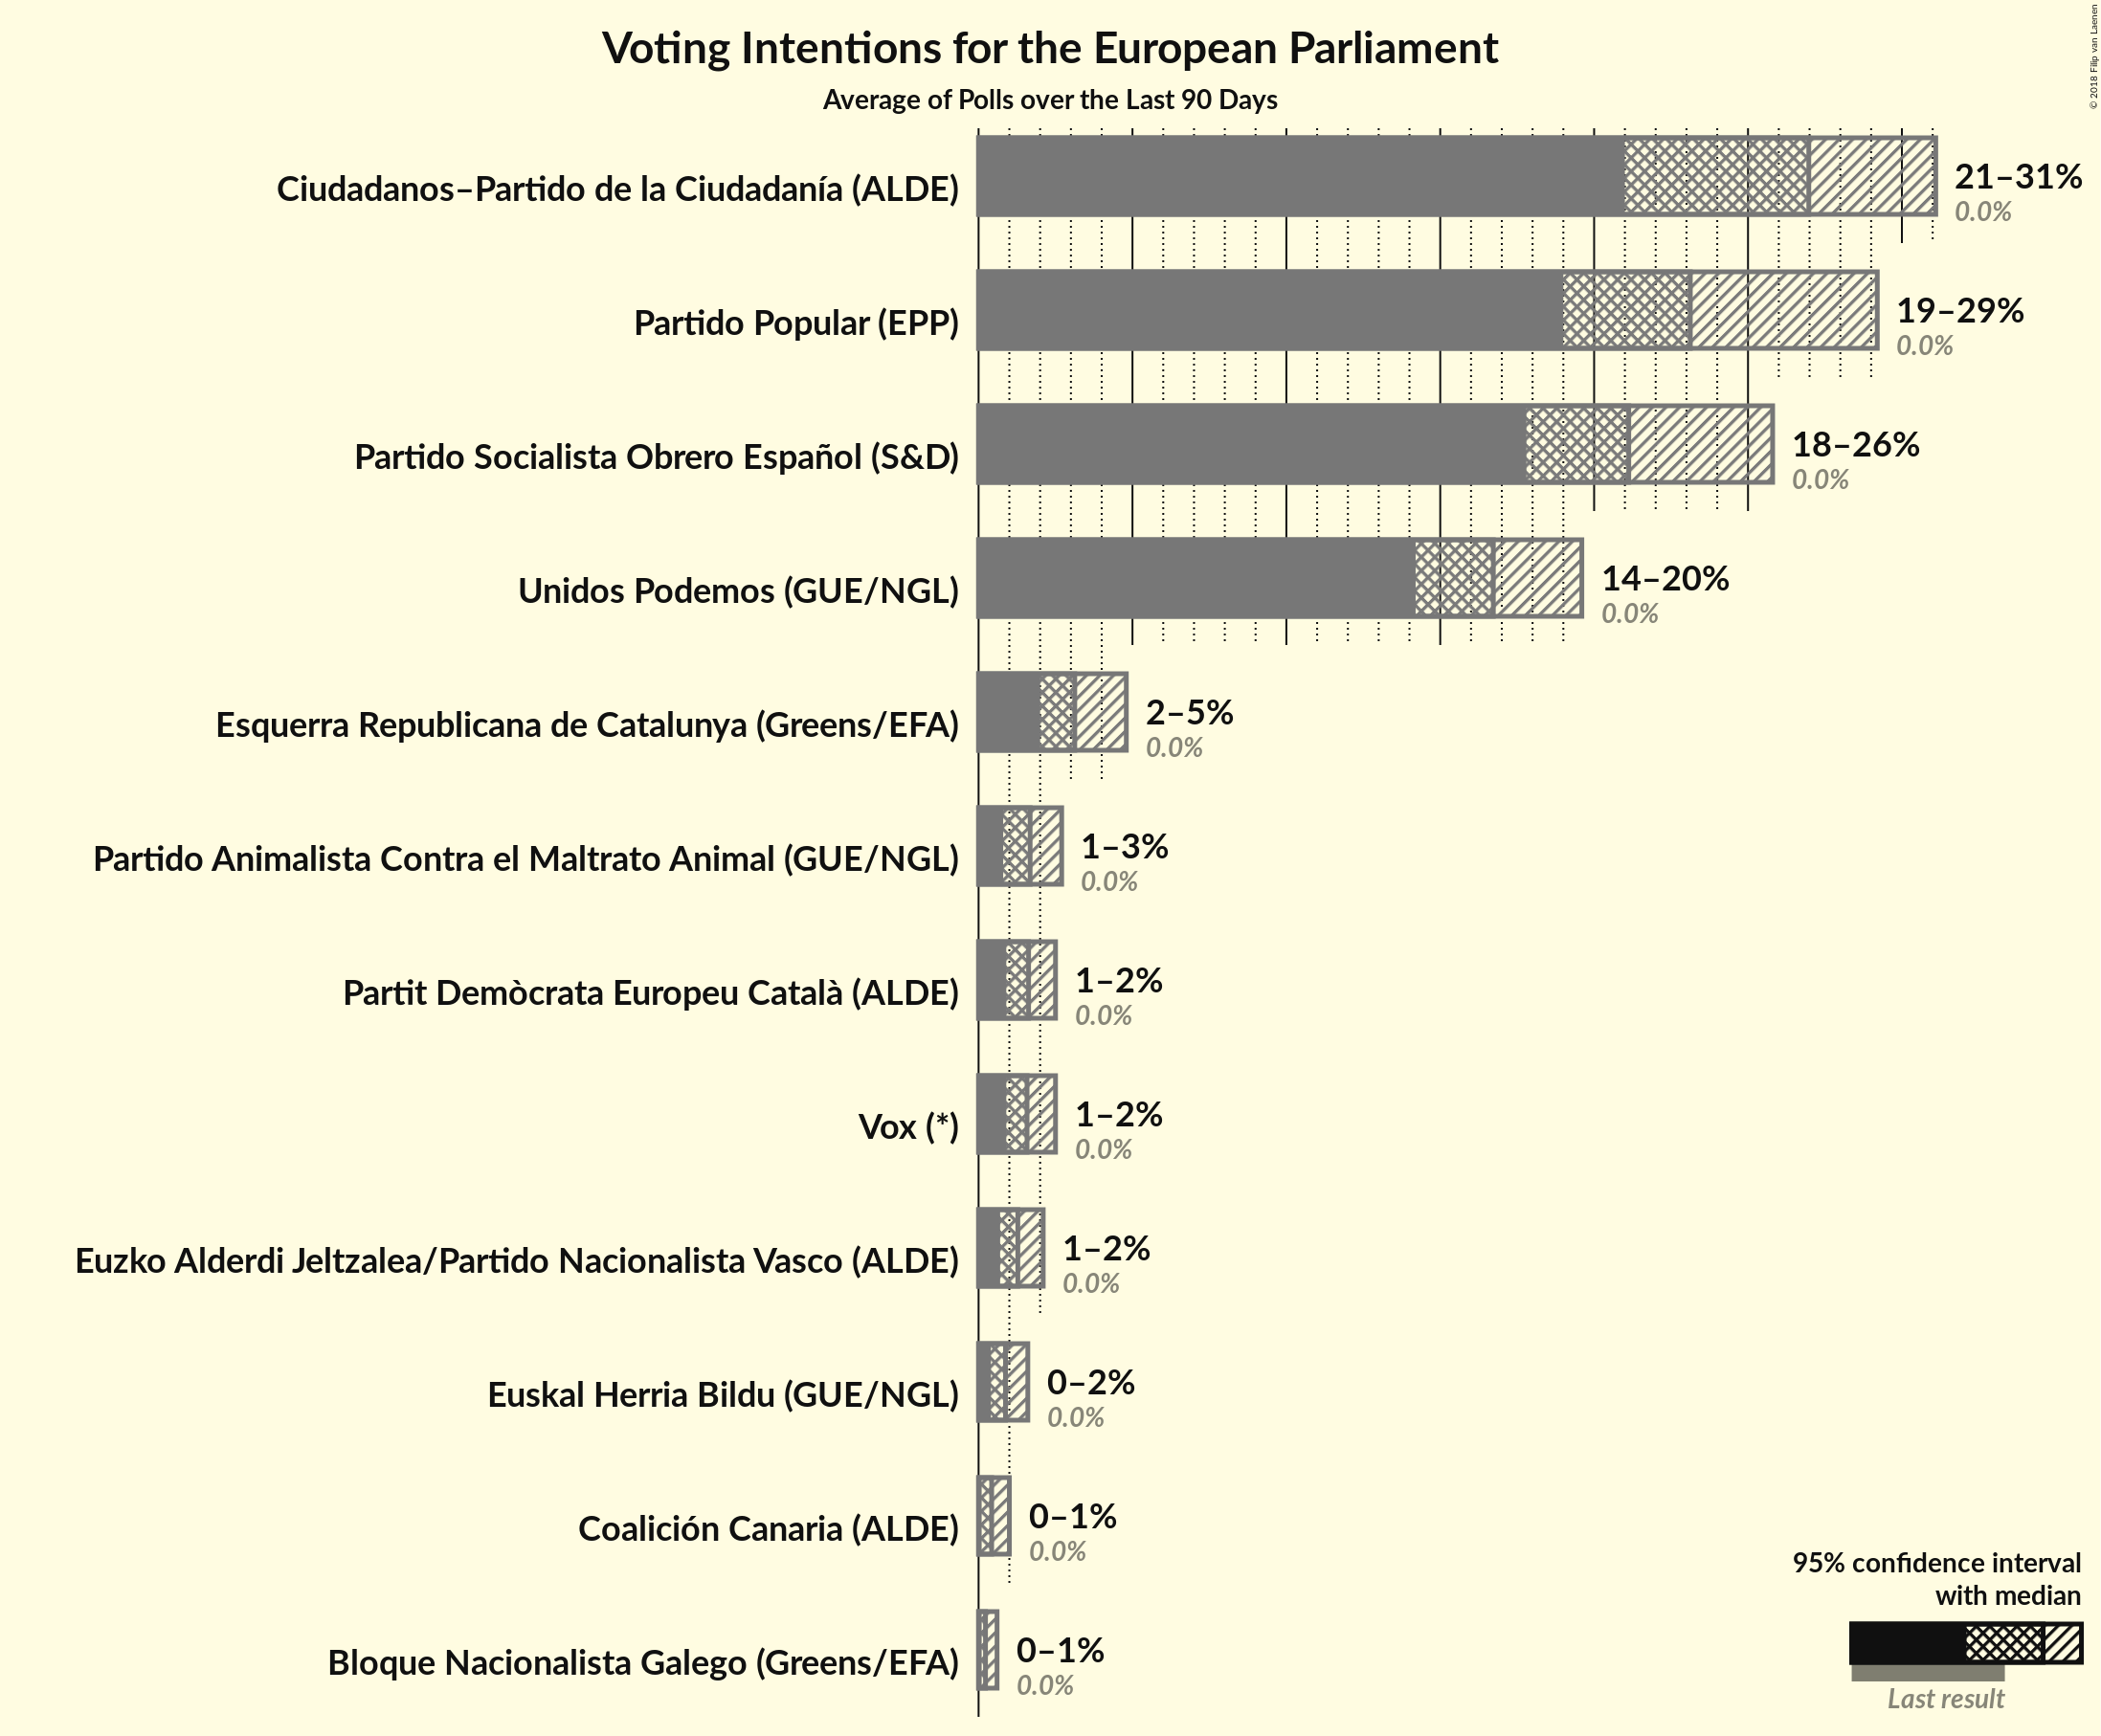 Voting Intentions for the European Parliament
Average of Polls over the Last 90 Days
© 2018 Filip van Laenen
Ciudadanos–Partido de la Ciudadanía (ALDE)
21–31%
0.0%
Partido Popular (EPP)
19–29%
0.0%
Partido Socialista Obrero Español (S&D)
18–26%
0.0%
Unidos Podemos (GUE/NGL)
14–20%
0.0%
Esquerra Republicana de Catalunya (Greens/EFA)
2–5%
0.0%
Partido Animalista Contra el Maltrato Animal (GUE/NGL)
1–3%
0.0%
Partit Demòcrata Europeu Català (ALDE)
1–2%
0.0%
Vox (*)
1–2%
0.0%
Euzko Alderdi Jeltzalea/Partido Nacionalista Vasco (ALDE)
1–2%
0.0%
Euskal Herria Bildu (GUE/NGL)
0–2%
0.0%
Coalición Canaria (ALDE)
0–1%
0.0%
Bloque Nacionalista Galego (Greens/EFA)
0–1%
0.0%
95% confidence interval
with median
Last result